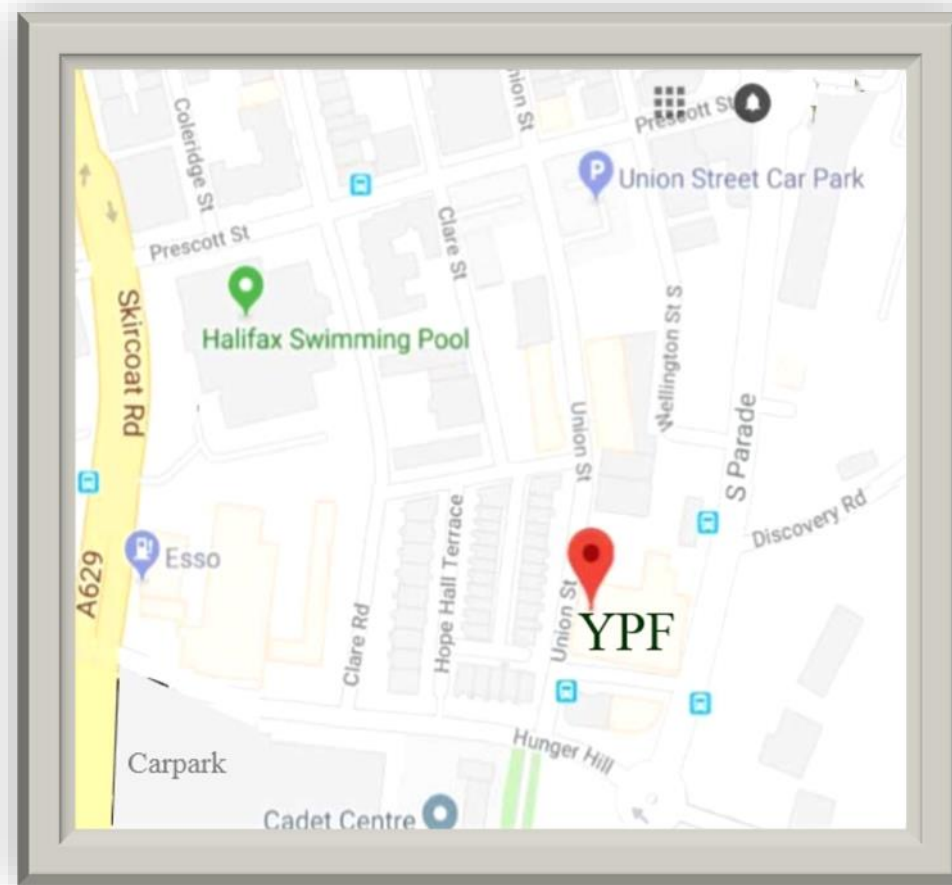 Coleridge St
nion St
Prescott St
P
Union Street Car Park
Prescott St
Clare St
Halifax Swimming Pool
Skircoat Rd
Wellington St S
Union St
S Parade
Discovery Rd
Esso
A629
Hope Hall Terrace
Clare Rd
Union St
YPF
Hunger Hill
Carpark
Cadet Centre